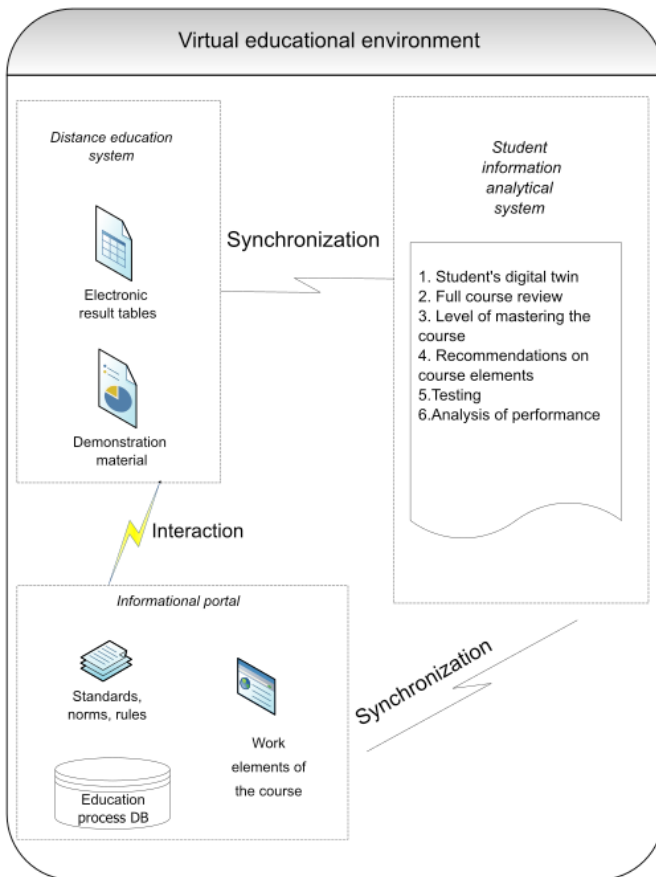 Virtual educational environment
Distance education
system
Electronic
result tables
Demonstration
material
Synchronization
Student
information
analytical
system
1. Student's digital twin
2. Full course review
3. Level of mastering the
course
4. Recommendations on
course elements
5.Testing
6.Analysis of performance
Interaction
Informational portal
Standards,
norms, rules
Education
process DB
Work
elements of
the course
Synchronization